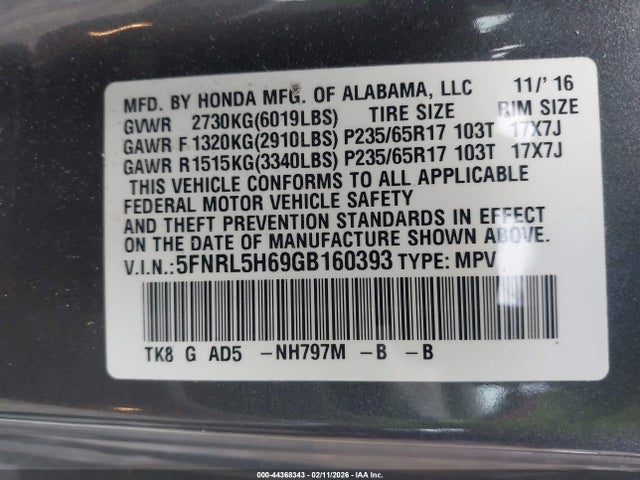 MFD. BY HONDA MFG. OF ALABAMA, LLC 11/' 16
GVWR 2730KG(6019LBS) TIRE SIZE RIM SIZE
GAWR F 1320KG(2910LBS) P235/65R17 103T 17X7J
GAWR R1515KG(3340LBS) P235/65R17 103T 17X7J
THIS VEHICLE CONFORMS TO ALL APPLICABLE
FEDERAL MOTOR VEHICLE SAFETY
AND THEFT PREVENTION STANDARDS IN EFFECT
ON THE DATE OF MANUFACTURE SHOWN ABOVE.
V.I.N.:5FNRL5H69GB160393 TYPE: MPV
TK8 G AD5 -NH797M -B -B
000-44368343 - 02/11/2026 - IAA Inc.